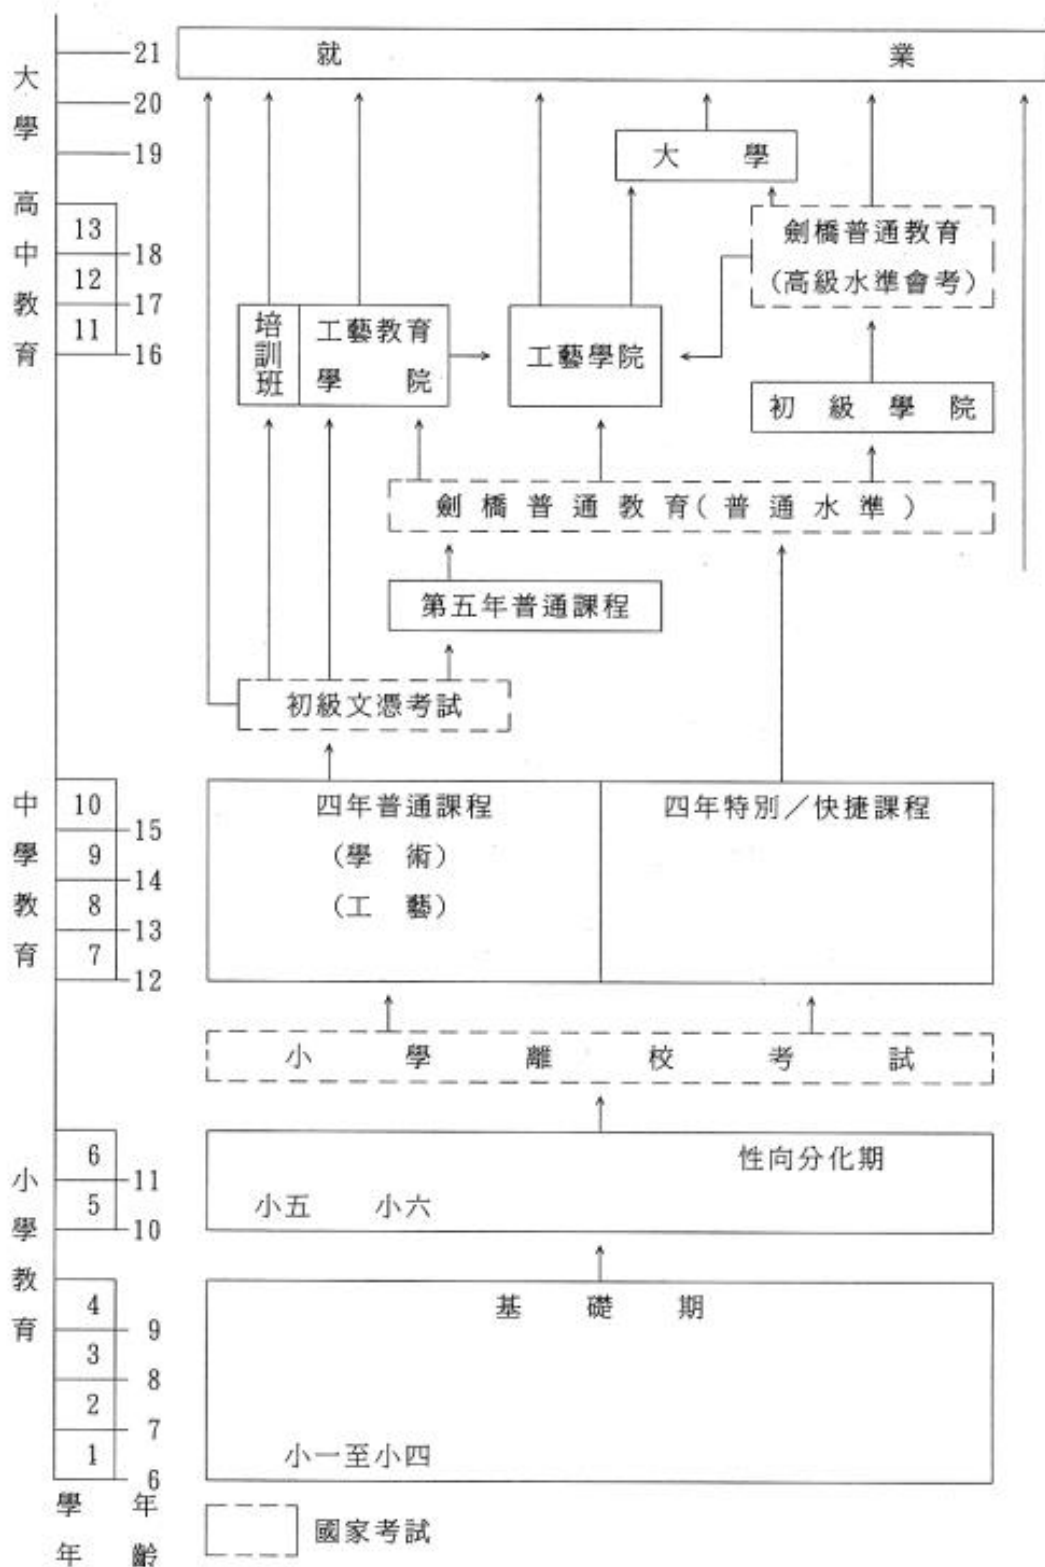 21 就業
大學
20
19
大學
高中教育
13
劍橋普通教育
18
(高級水準會考)
12
17
11
16
培訓班
工藝教育
學院
工藝學院
初級學院
劍橋普通教育(普通水準)
第五年普通課程
初級文憑考試
中學教育
10
四年普通課程
四年特別／快捷課程
15
9
(學術)
14
8
(工藝)
13
7
12
小學離校考試
小學教育
6
性向分化期
11
5
小五 小六
10
4
基礎期
9
3
8
2
7
1
小一至小四
6
學年
年齡
國家考試